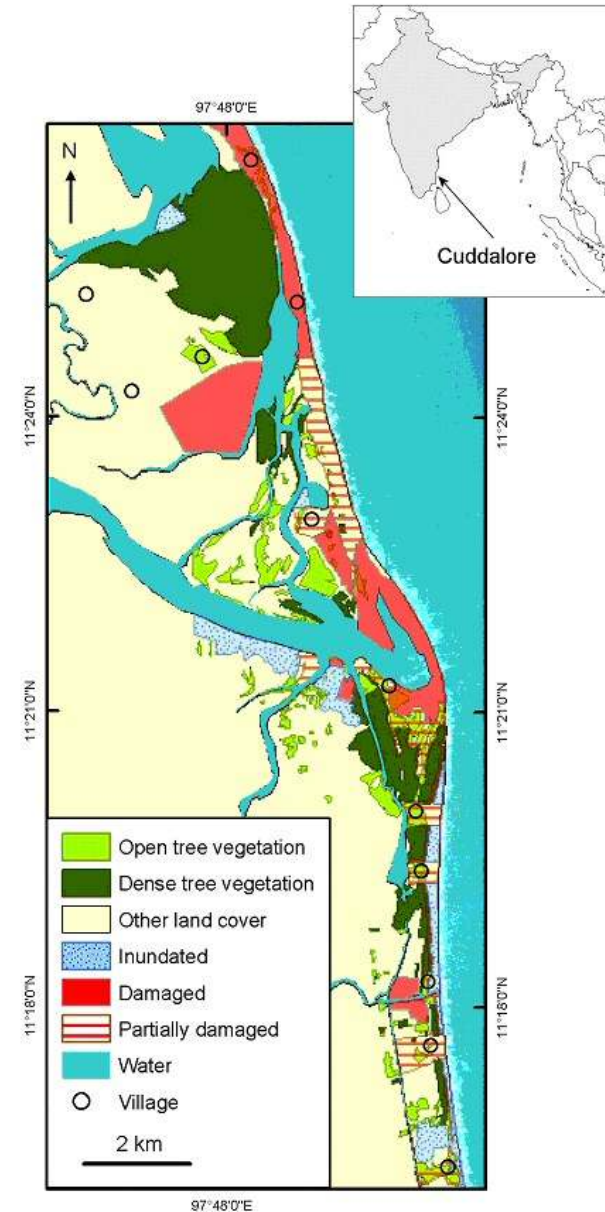 97°48'0"E
N
Cuddalore
11°24'0"N
11°24'0"N
11°21'0"N
11°21'0"N
11°18'0"N
11°18'0"N
Open tree vegetation
Dense tree vegetation
Other land cover
Inundated
Damaged
Partially damaged
Water
Village
2 km
97°48'0"E